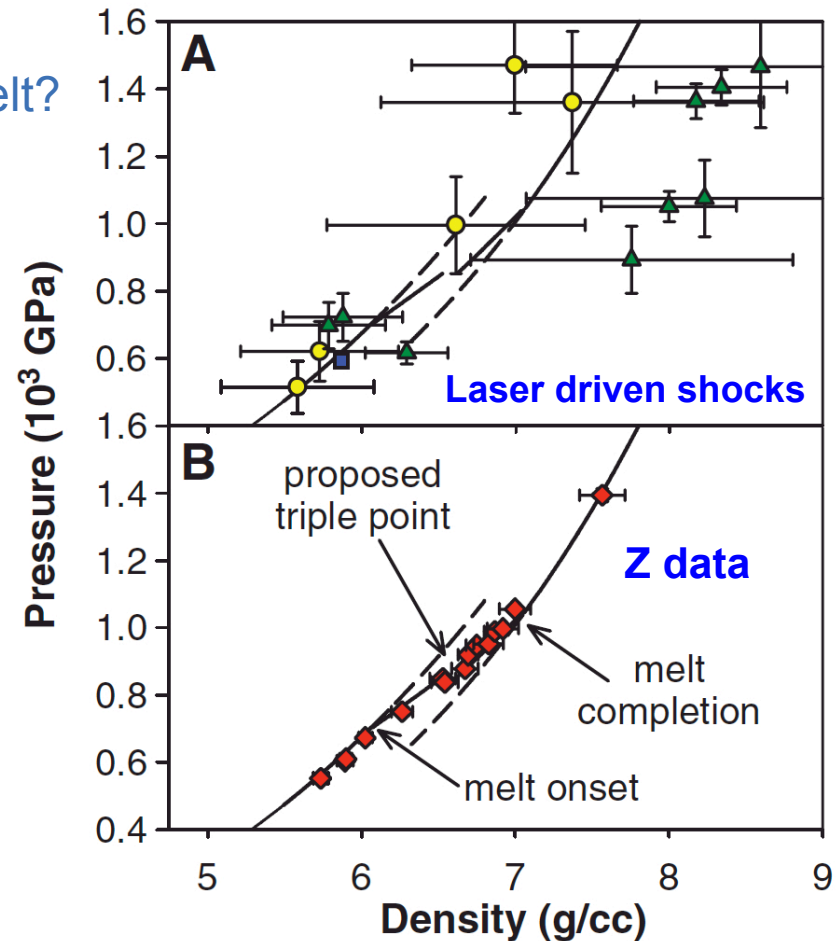 elt?
Pressure (10³ GPa)
1.6
A
1.4
1.2
1.0
0.8
0.6
Laser driven shocks
1.6
B
proposed
triple point
1.4
Z data
1.2
1.0
melt
completion
0.8
melt onset
0.6
0.4
5 6 7 8 9
Density (g/cc)